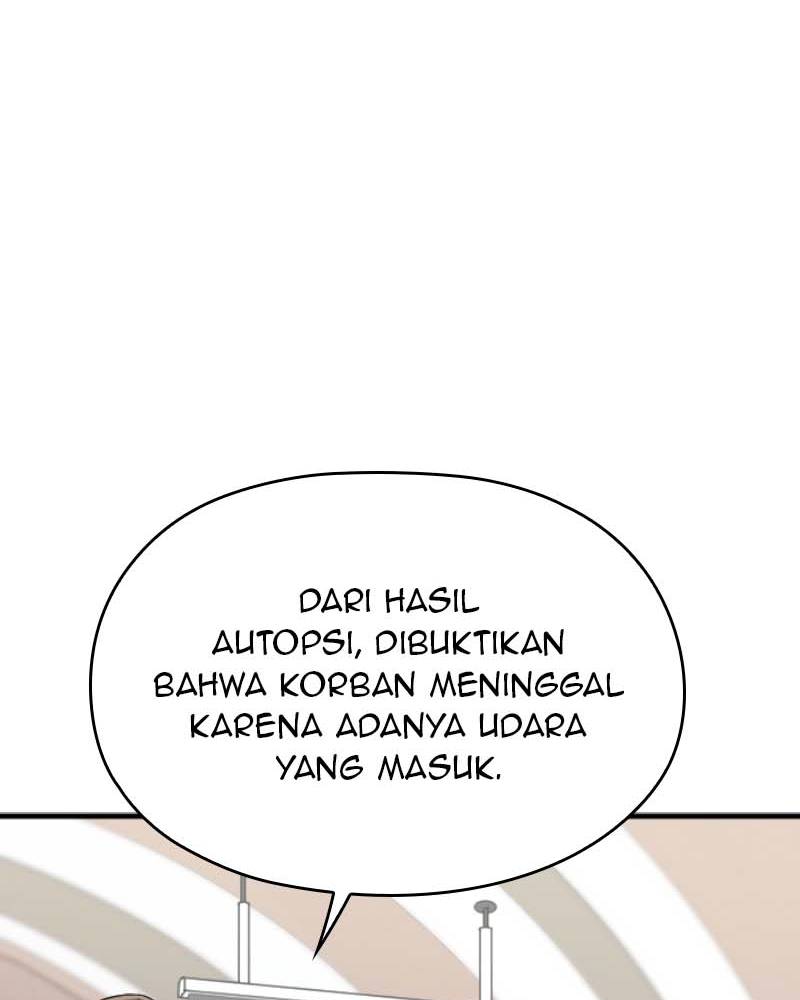 DARI HASIL
AUTOPSI, DIBUKTIKAN
BAHWA KORBAN MENINGGAL
KARENA ADANYA UDARA
YANG MASUK.